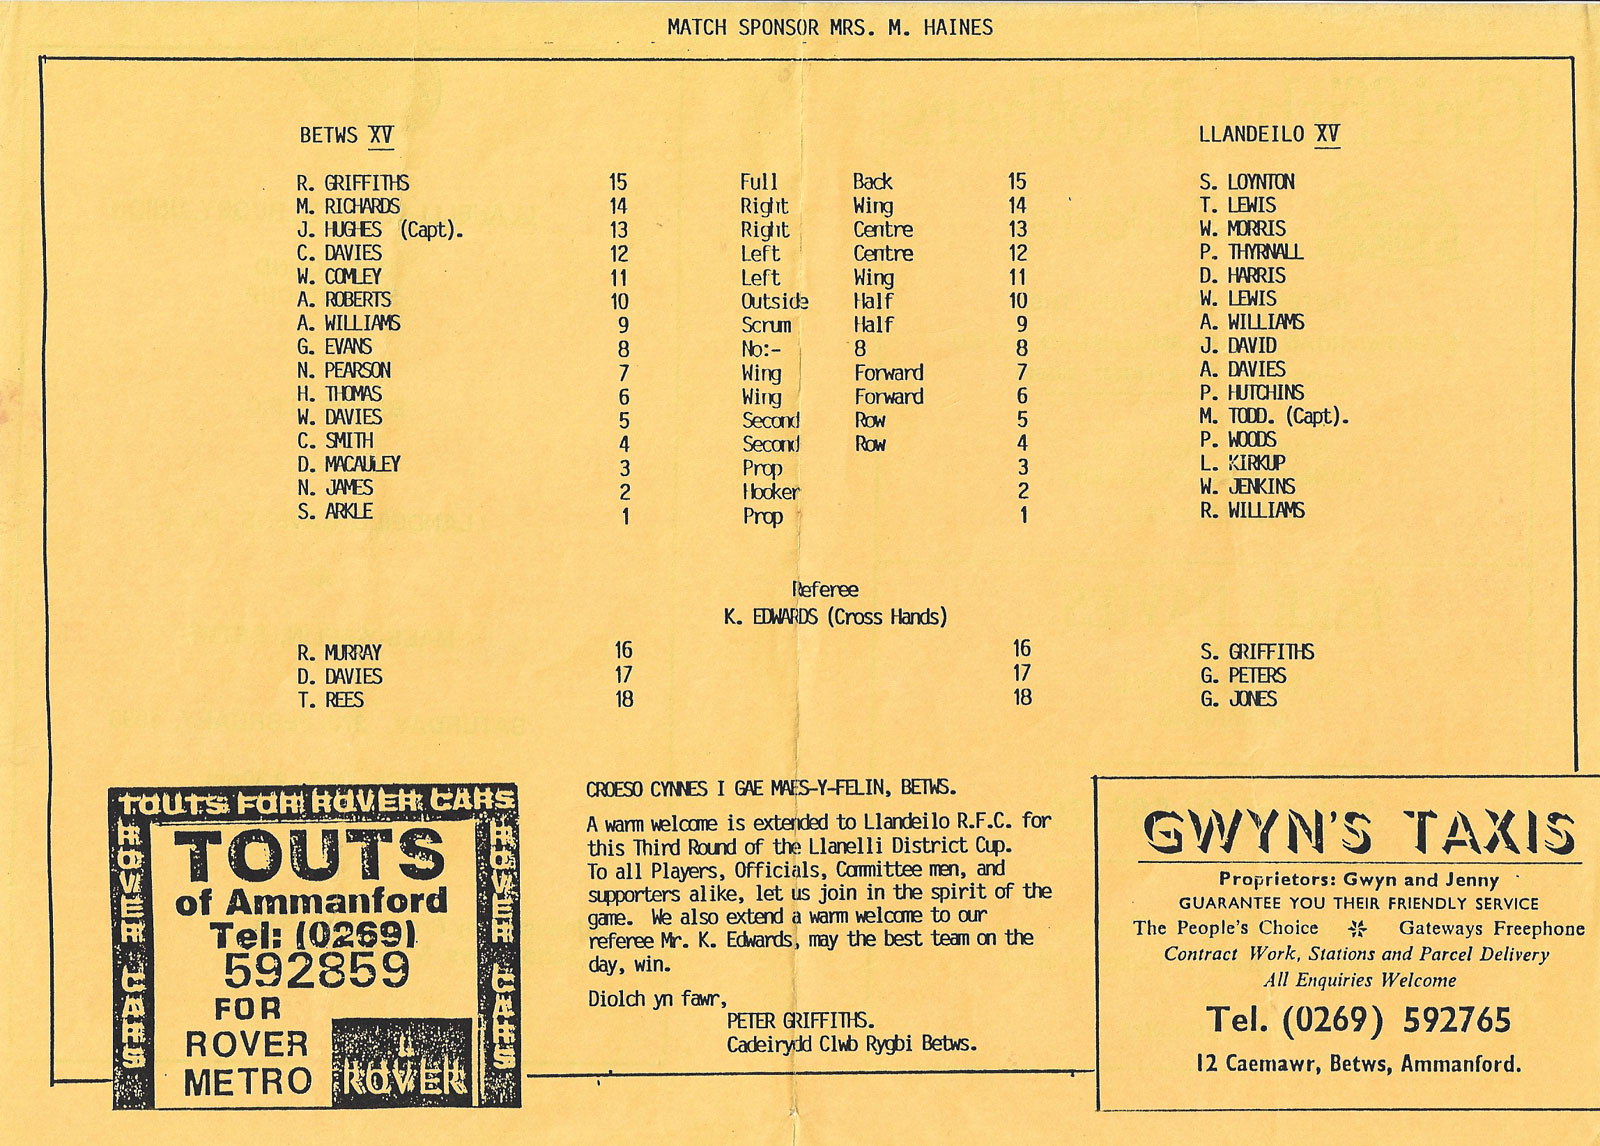 MATCH SPONSOR MRS. M. HAINES
BETWS XV LLANDEILO XV
R. GRIFFITHS 15 Full Back 15 S. LOYNTON
M. RICHARDS 14 Right Wing 14 T. LEWIS
J. HUGHES (Capt). 13 Right Centre 13 W. MORRIS
C. DAVIES 12 Left Centre 12 P. THYRNALL
W. COMLEY 11 Left Wing 11 D. HARRIS
A. ROBERTS 10 Outside Half 10 W. LEWIS
A. WILLIAMS 9 Scrum Half 9 A. WILLIAMS
G. EVANS 8 No:- 8 8 J. DAVID
N. PEARSON 7 Wing Forward 7 A. DAVIES
H. THOMAS 6 Wing Forward 6 P. HUTCHINS
W. DAVIES 5 Second Row 5 M. TODD. (Capt).
C. SMITH 4 Second Row 4 P. WOODS
D. MACAULEY 3 Prop 3 L. KIRKUP
N. JAMES 2 Hooker 2 W. JENKINS
S. ARKLE 1 Prop 1 R. WILLIAMS
Referee
K. EDWARDS (Cross Hands)
R. MURRAY 16 16 S. GRIFFITHS
D. DAVIES 17 17 G. PETERS
T. REES 18 18 G. JONES
TOUTS FOR ROVER CARS
ROVER CARS
TOUTS
of Ammanford
Tel: (0269)
592859
FOR
ROVER
METRO
ROVER
ROVER CARS
CROESO CYNNES I GAE MAES-Y-FELIN, BETWS.
A warm welcome is extended to Llandeilo R.F.C. for
this Third Round of the Llanelli District Cup.
To all Players, Officials, Committee men, and
supporters alike, let us join in the spirit of the
game. We also extend a warm welcome to our
referee Mr. K. Edwards, may the best team on the
day, win.
Diolch yn fawr,
PETER GRIFFITHS.
Cadeirydd Clwb Rygbi Betws.
GWYN'S TAXIS
Proprietors: Gwyn and Jenny
GUARANTEE YOU THEIR FRIENDLY SERVICE
The People's Choice Gateways Freephone
Contract Work, Stations and Parcel Delivery
All Enquiries Welcome
Tel. (0269) 592765
12 Caemawr, Betws, Ammanford.